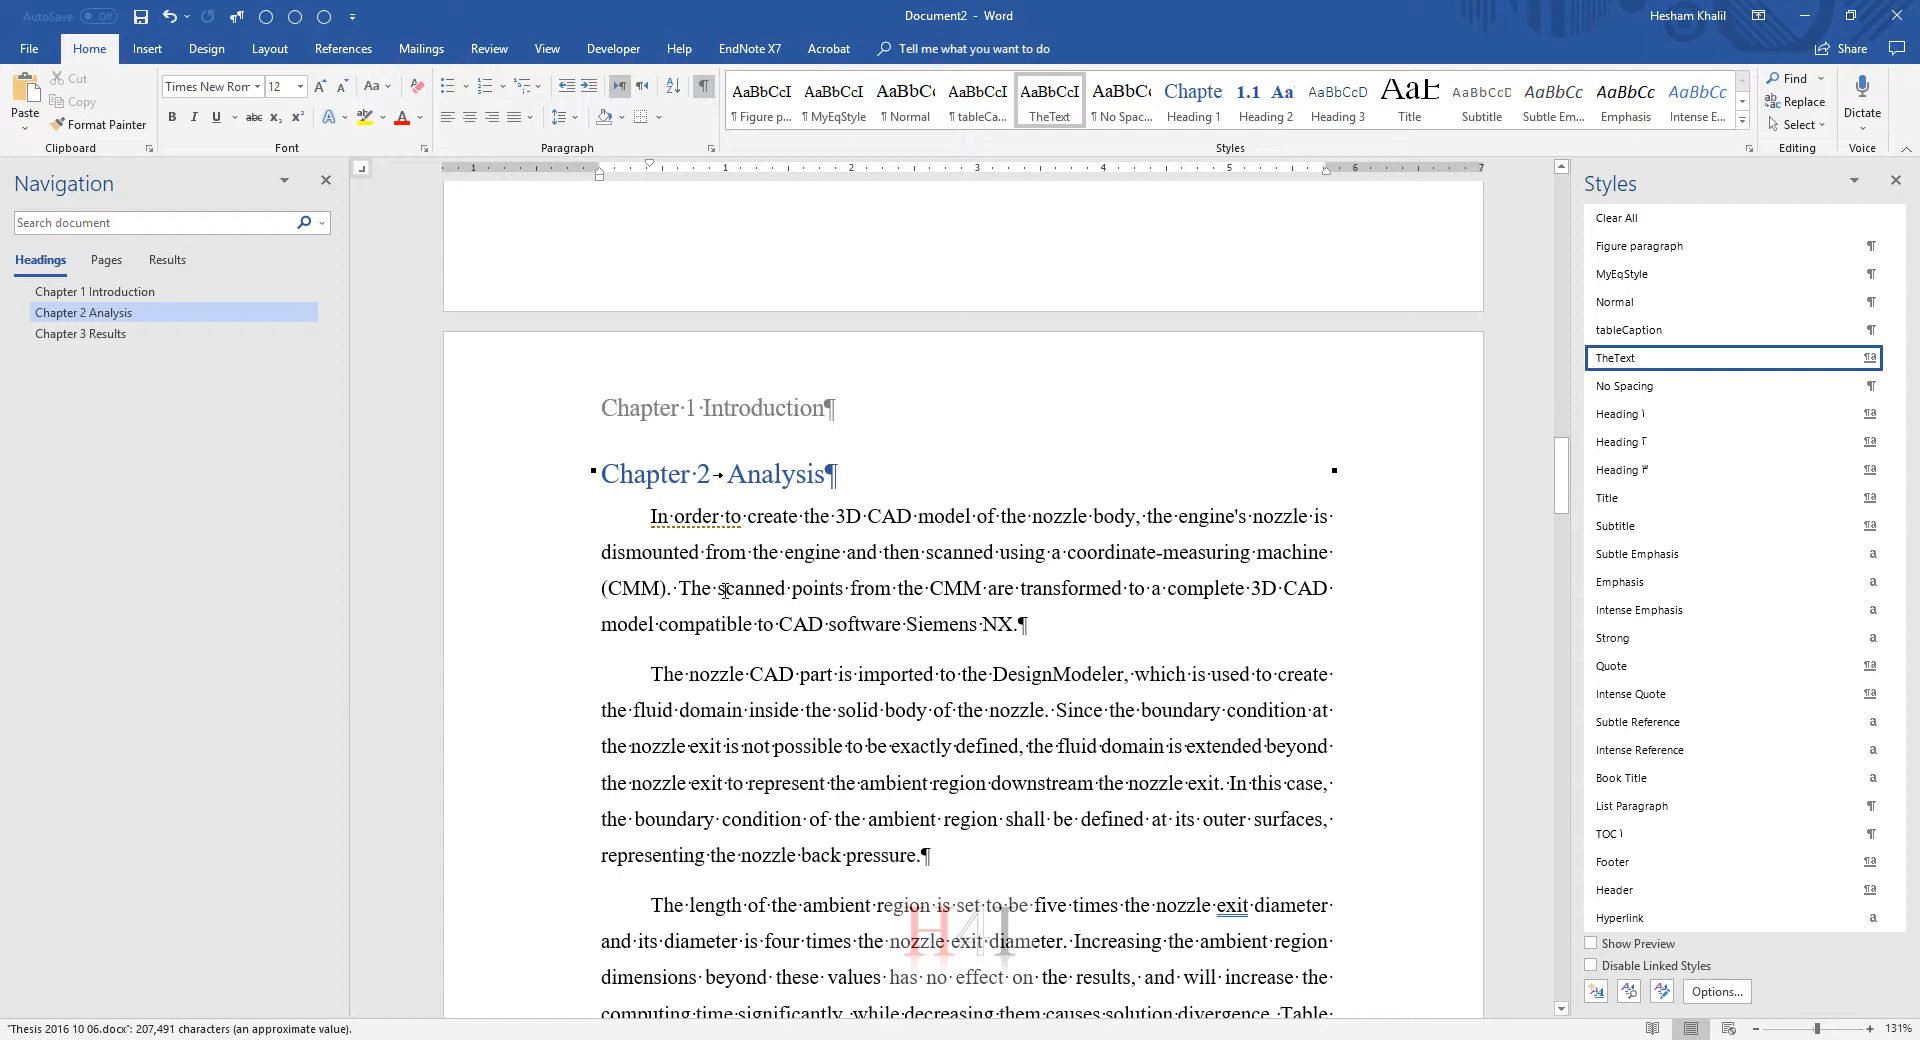 AutoSave Off
Document2 - Word
Hesham Khalil
File Home Insert Design Layout References Mailings Review View Developer Help EndNote X7 Acrobat Tell me what you want to do
Share
Paste
Cut
Copy
Format Painter
Clipboard
Times New Ror 12
Aa
B I U abc x₂ x² A A
Font
Paragraph
AaBbCcI AaBbCcI AaBbCc AaBbCcI AaBbCcI AaBbCc Chapte 1.1 Aa AaBbCcD AaE AaBbCcD AaBbCc AaBbCc AaBbCc
¶ Figure p... ¶ MyEqStyle ¶ Normal ¶ tableCa... TheText ¶ No Spac... Heading 1 Heading 2 Heading 3 Title Subtitle Subtle Em... Emphasis Intense E...
Styles
Find
Replace
Select
Editing
Dictate
Voice
Navigation
Search document
Headings Pages Results
Chapter 1 Introduction
Chapter 2 Analysis
Chapter 3 Results
1 1 2 3 4 5 6 7
Chapter·1·Introduction¶
Chapter·2→Analysis¶
In·order·to·create·the·3D·CAD·model·of·the·nozzle·body,·the·engine's·nozzle·is·
dismounted·from·the·engine·and·then·scanned·using·a·coordinate-measuring·machine·
(CMM).·The·scanned·points·from·the·CMM·are·transformed·to·a·complete·3D·CAD·
model·compatible·to·CAD·software·Siemens·NX.¶
The·nozzle·CAD·part·is·imported·to·the·DesignModeler,·which·is·used·to·create·
the·fluid·domain·inside·the·solid·body·of·the·nozzle.·Since·the·boundary·condition·at·
the·nozzle·exit·is·not·possible·to·be·exactly·defined,·the·fluid·domain·is·extended·beyond·
the·nozzle·exit·to·represent·the·ambient·region·downstream·the·nozzle·exit.·In·this·case,·
the·boundary·condition·of·the·ambient·region·shall·be·defined·at·its·outer·surfaces,·
representing·the·nozzle·back·pressure.¶
The·length·of·the·ambient·region·is·set·to·be·five·times·the·nozzle·exit·diameter·
and·its·diameter·is·four·times·the·nozzle·exit·diameter.·Increasing·the·ambient·region·
dimensions·beyond·these·values·has·no·effect·on·the·results,·and·will·increase·the·
computing·time·significantly,·while·decreasing·them·causes·solution·divergence.·Table·
H4I
Styles
Clear All
Figure paragraph ¶
MyEqStyle ¶
Normal ¶
tableCaption ¶
TheText ¶a
No Spacing ¶
Heading ١ ¶a
Heading ٢ ¶a
Heading ٣ ¶a
Title ¶a
Subtitle ¶a
Subtle Emphasis a
Emphasis a
Intense Emphasis a
Strong a
Quote ¶a
Intense Quote ¶a
Subtle Reference a
Intense Reference a
Book Title a
List Paragraph ¶
TOC ١ ¶
Footer ¶a
Header ¶a
Hyperlink a
Show Preview
Disable Linked Styles
Options...
"Thesis 2016 10 06.docx": 207,491 characters (an approximate value).
131%